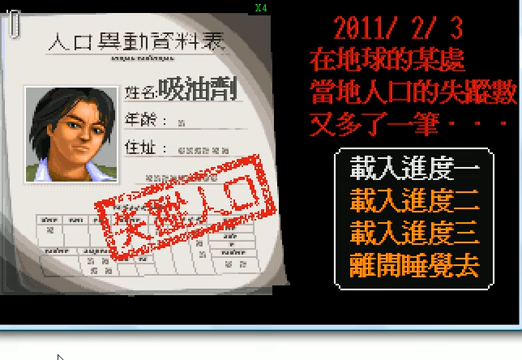 X4
人口異動資料表
姓名:吸油劑
年齡：
住址：
失蹤人口
2011/ 2/ 3
在地球的某處
當地人口的失蹤數
又多了一筆・・・
載入進度一
載入進度二
載入進度三
離開睡覺去